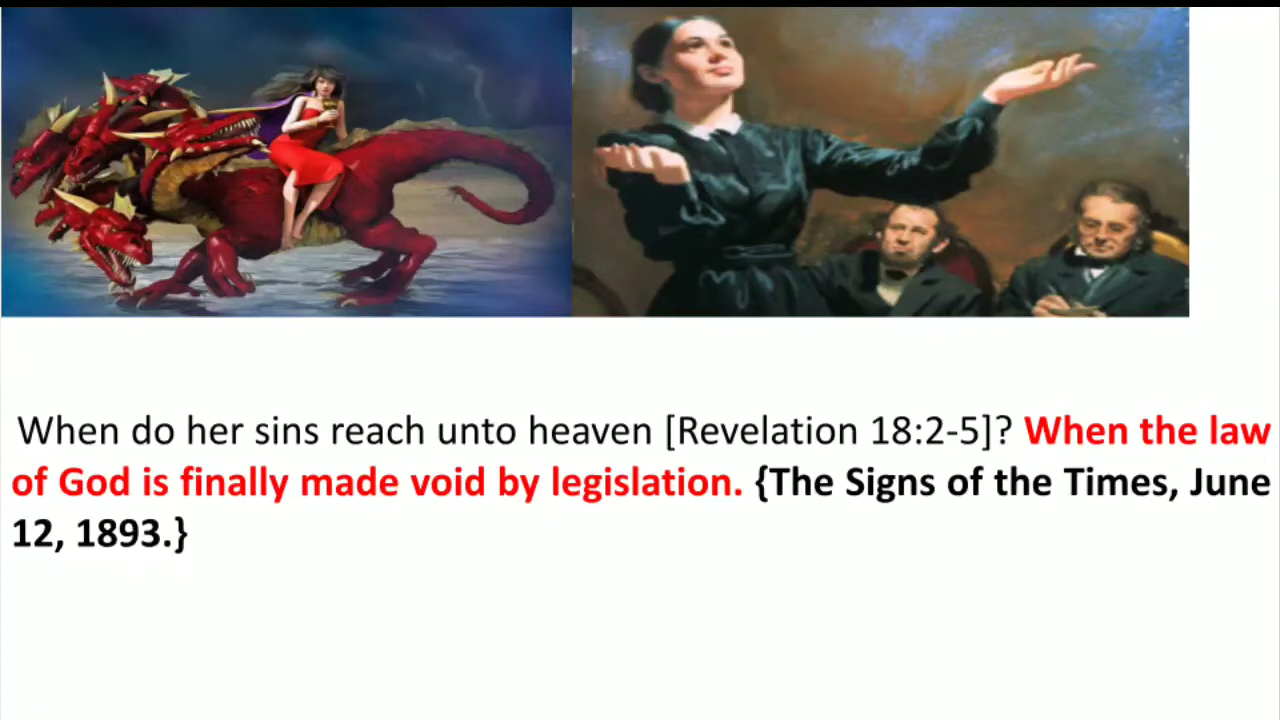 When do her sins reach unto heaven [Revelation 18:2-5]? When the law
of God is finally made void by legislation. {The Signs of the Times, June
12, 1893.}